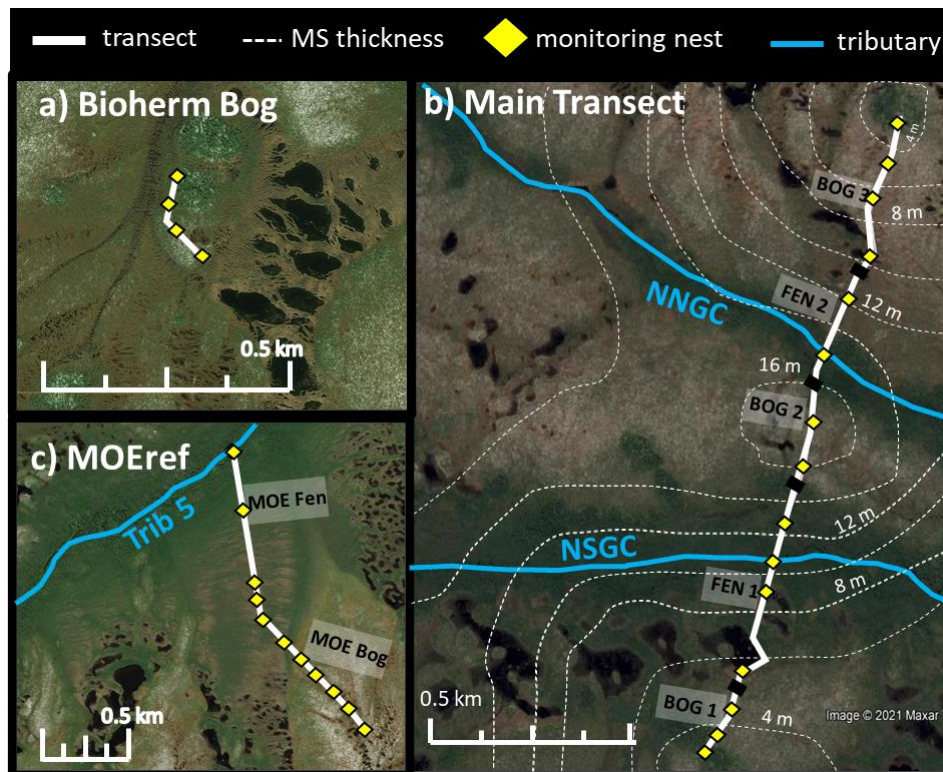 transect MS thickness monitoring nest tributary
a) Bioherm Bog
0.5 km
b) Main Transect
4 m
BOG 3
8 m
NNGC
FEN 2
12 m
16 m
BOG 2
12 m
NSGC
FEN 1
8 m
0.5 km
BOG 1
4 m
Image © 2021 Maxar
c) MOEref
MOE Fen
Trib 5
MOE Bog
0.5 km